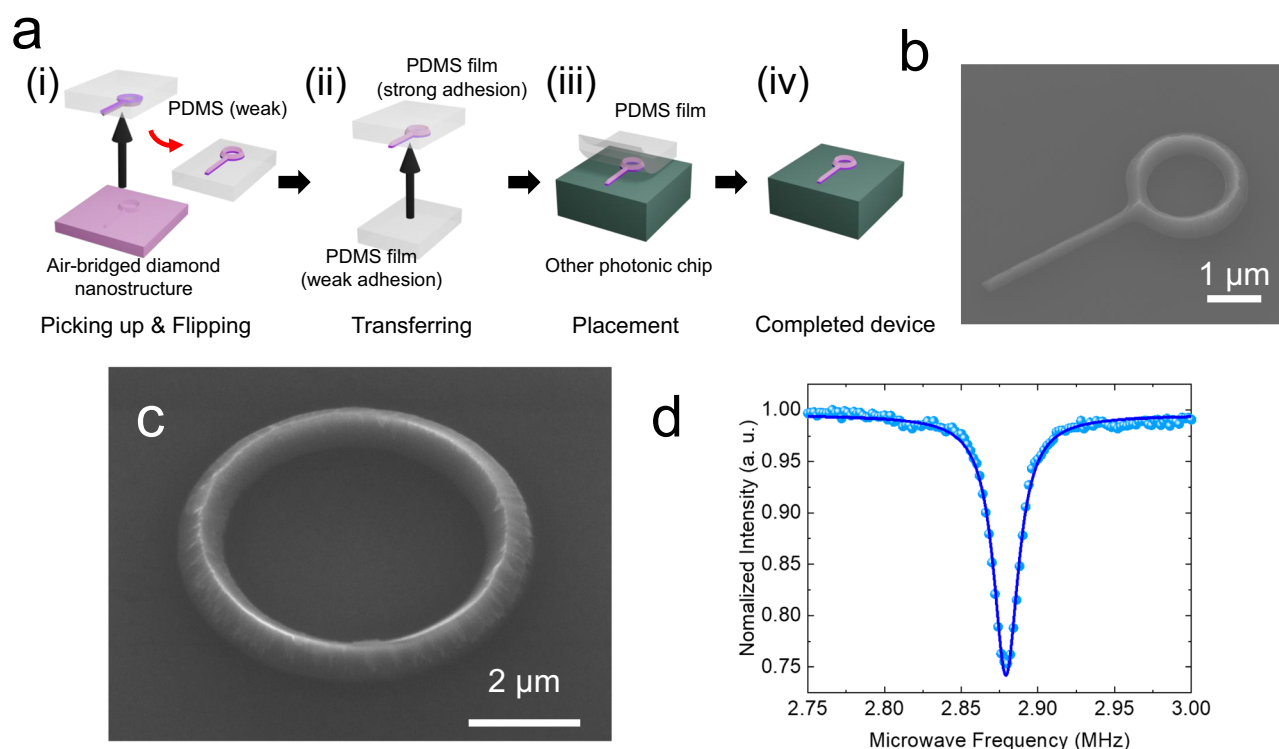 a
(i)
PDMS (weak)
Air-bridged diamond
nanostructure
Picking up & Flipping
(ii)
PDMS film
(strong adhesion)
PDMS film
(weak adhesion)
Transferring
(iii)
PDMS film
Other photonic chip
Placement
(iv)
Completed device
b
1 μm
c
2 μm
d
Nomalized Intensity (a. u.)
1.00
0.95
0.90
0.85
0.80
0.75
2.75 2.80 2.85 2.90 2.95 3.00
Microwave Frequency (MHz)